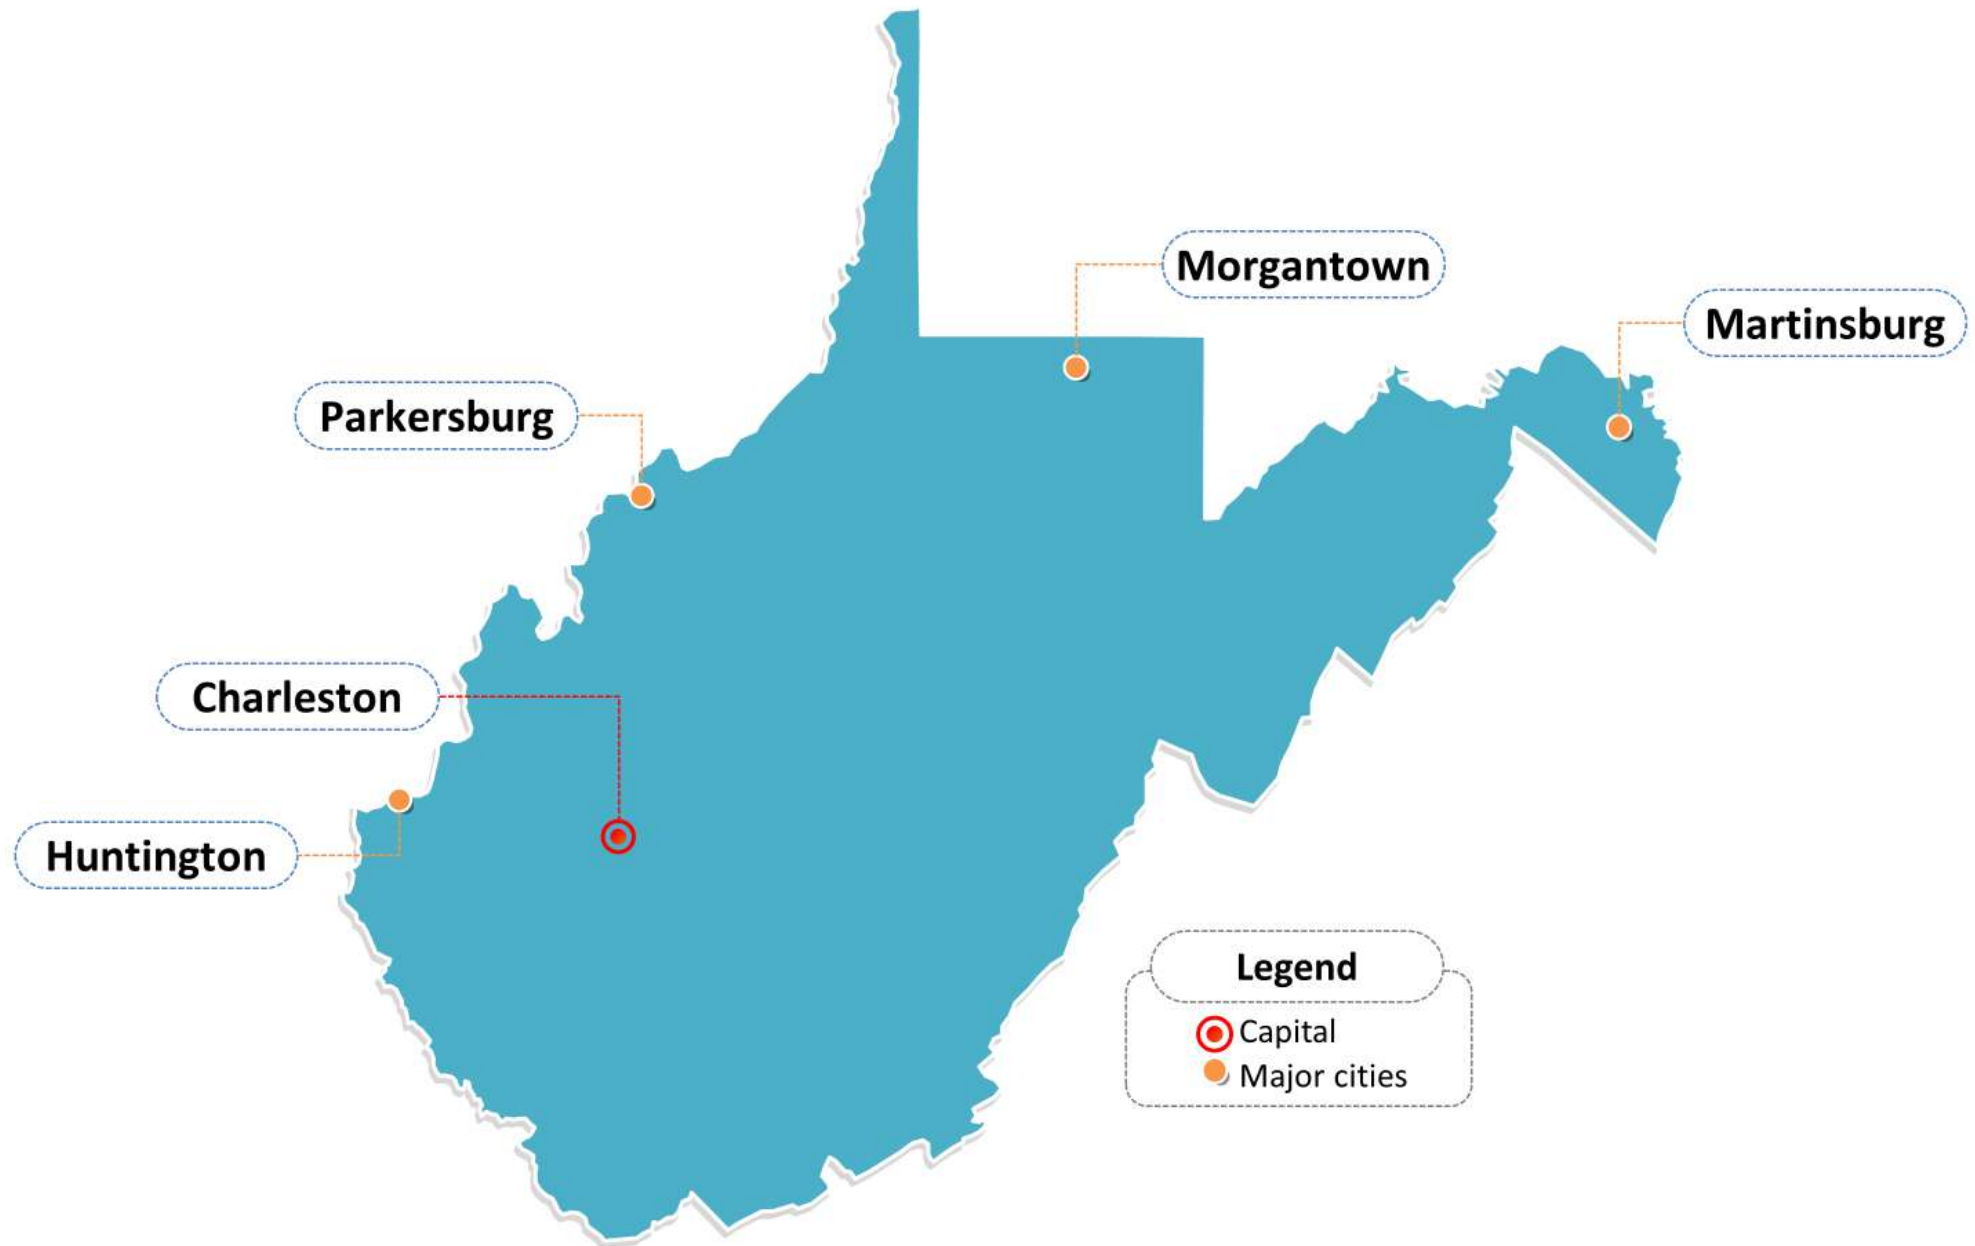 Morgantown
Martinsburg
Parkersburg
Charleston
Huntington
Legend
Capital
Major cities